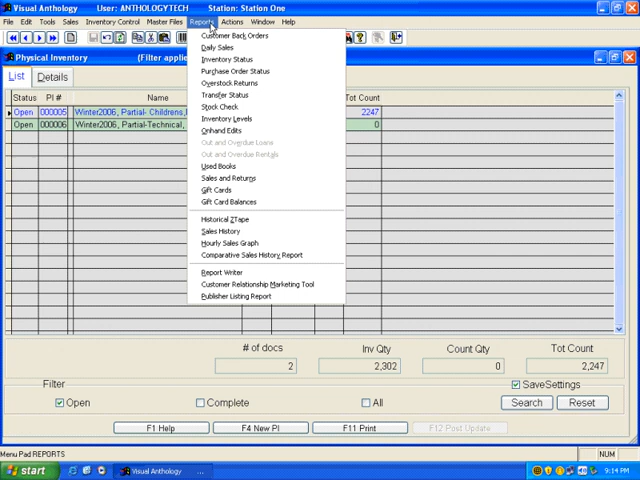 Visual Anthology User: ANTHOLOGYTECH Station: Station One
File Edit Tools Sales Inventory Control Master Files Reports Actions Window Help
Physical Inventory (Filter applie
List Details
Status PI # Name Tot Count
Open 000005 Winter2006, Partial- Childrens, 2247
Open 000006 Winter2006, Partial-Technical, 0
Customer Back Orders
Daily Sales
Inventory Status
Purchase Order Status
Overstock Returns
Transfer Status
Stock Check
Inventory Levels
Onhand Edits
Out and Overdue Loans
Out and Overdue Rentals
Used Books
Sales and Returns
Gift Cards
Gift Card Balances
Historical ZTape
Sales History
Hourly Sales Graph
Comparative Sales History Report
Report Writer
Customer Relationship Marketing Tool
Publisher Listing Report
# of docs Inv Qty Count Qty Tot Count
2 2,302 0 2,247
Filter SaveSettings
Open Complete All Search Reset
F1 Help F4 New PI F11 Print F12 Post Update
Menu Pad REPORTS NUM
start Visual Anthology ... 9:14 PM